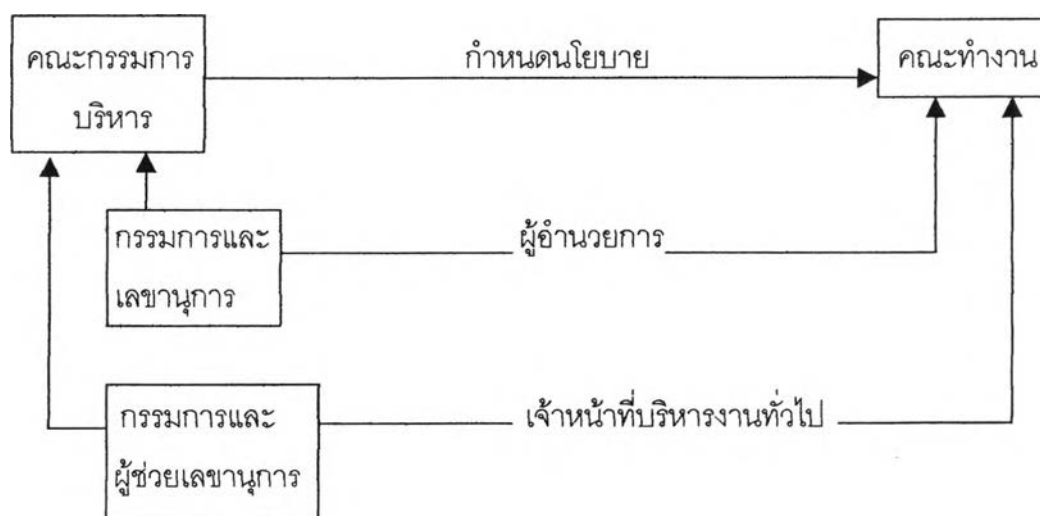 คณะกรรมการ
บริหาร
กำหนดนโยบาย
คณะทำงาน
กรรมการและ
เลขานุการ
ผู้อำนวยการ
กรรมการและ
ผู้ช่วยเลขานุการ
เจ้าหน้าที่บริหารงานทั่วไป